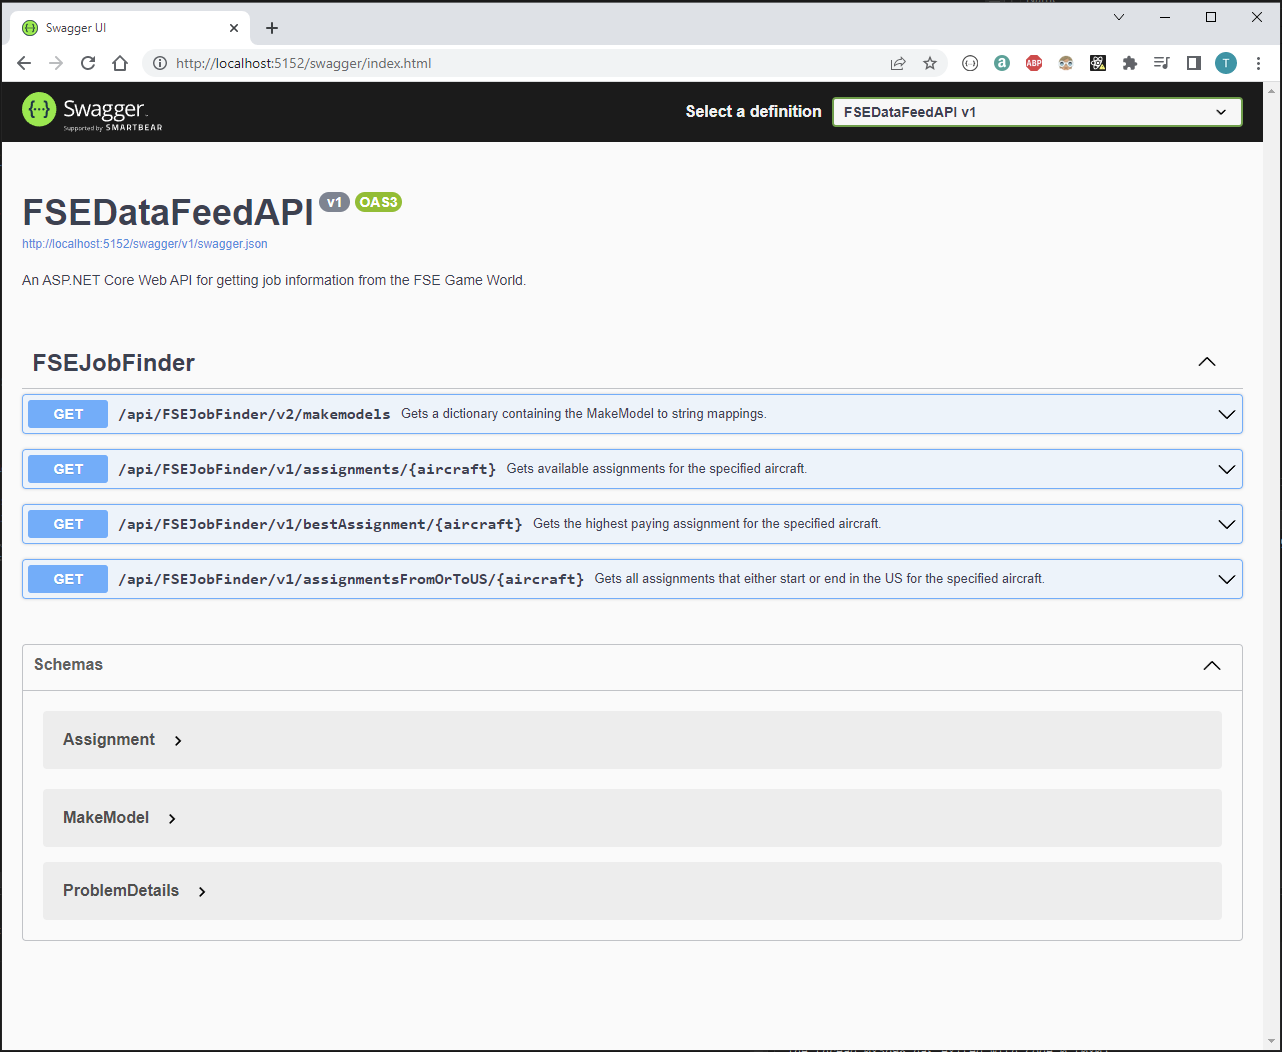 Swagger UI
http://localhost:5152/swagger/index.html
a
ABP
T
Swagger
Supported by SMARTBEAR
Select a definition
FSEDataFeedAPI v1
FSEDataFeedAPI v1 OAS3
http://localhost:5152/swagger/v1/swagger.json
An ASP.NET Core Web API for getting job information from the FSE Game World.
FSEJobFinder
GET /api/FSEJobFinder/v2/makemodels Gets a dictionary containing the MakeModel to string mappings.
GET /api/FSEJobFinder/v1/assignments/{aircraft} Gets available assignments for the specified aircraft.
GET /api/FSEJobFinder/v1/bestAssignment/{aircraft} Gets the highest paying assignment for the specified aircraft.
GET /api/FSEJobFinder/v1/assignmentsFromOrToUS/{aircraft} Gets all assignments that either start or end in the US for the specified aircraft.
Schemas
Assignment
MakeModel
ProblemDetails